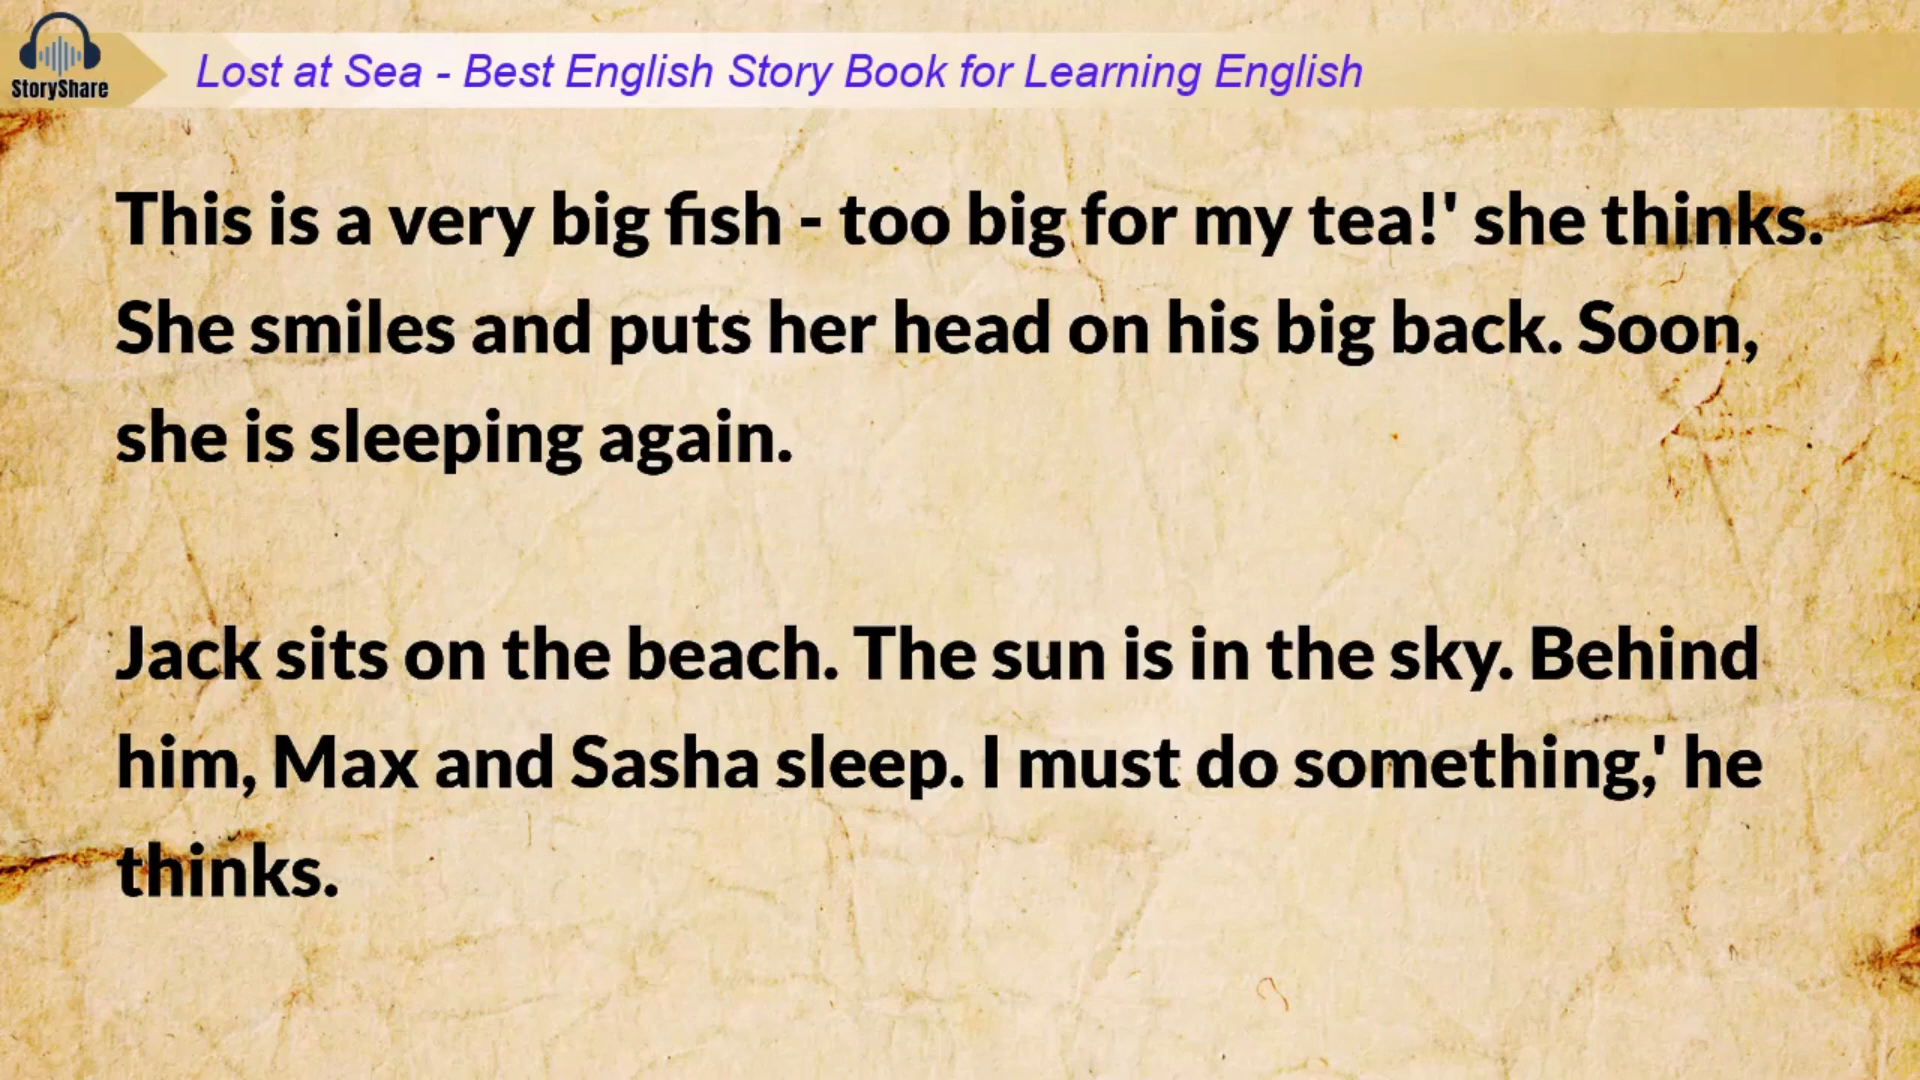 StoryShare
Lost at Sea - Best English Story Book for Learning English
This is a very big fish - too big for my tea!' she thinks.
She smiles and puts her head on his big back. Soon,
she is sleeping again.
Jack sits on the beach. The sun is in the sky. Behind
him, Max and Sasha sleep. I must do something,' he
thinks.